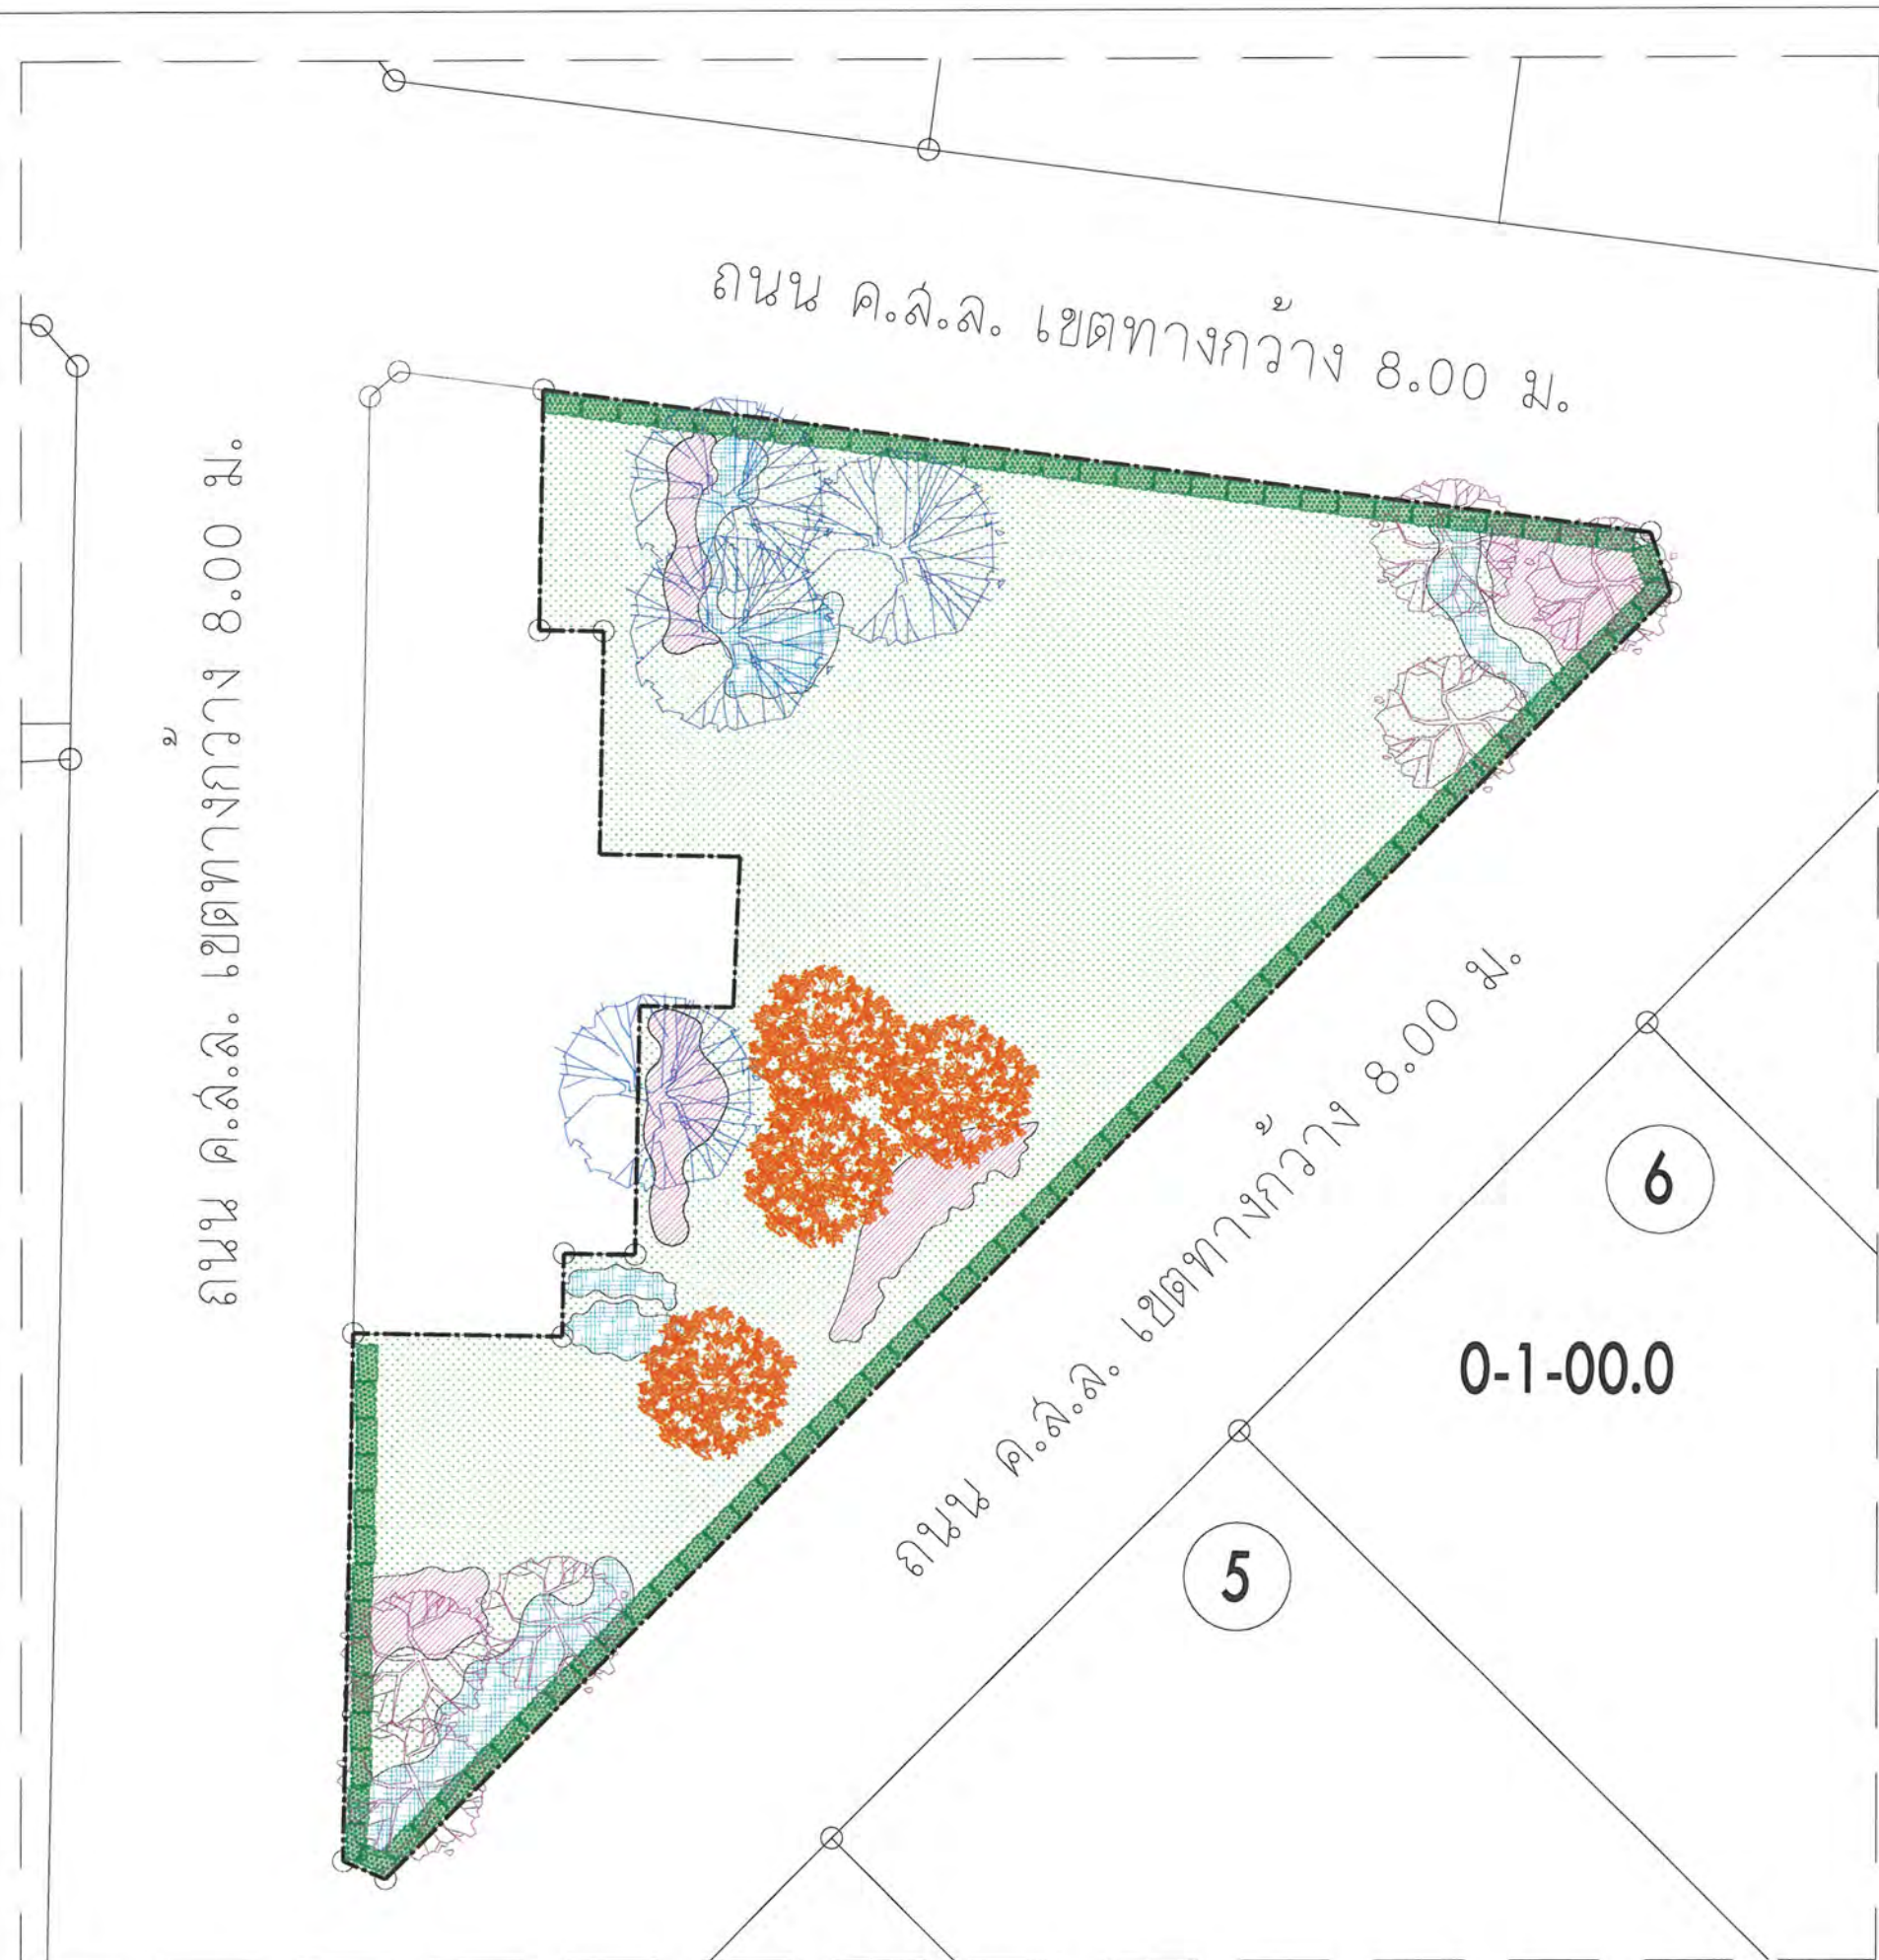 ถนน ค.ส.ล. เขตทางกว้าง 8.00 ม.
ถนน ค.ส.ล. เขตทางกว้าง 8.00 ม.
ถนน ค.ส.ล. เขตทางกว้าง 8.00 ม.
6
0-1-00.0
5